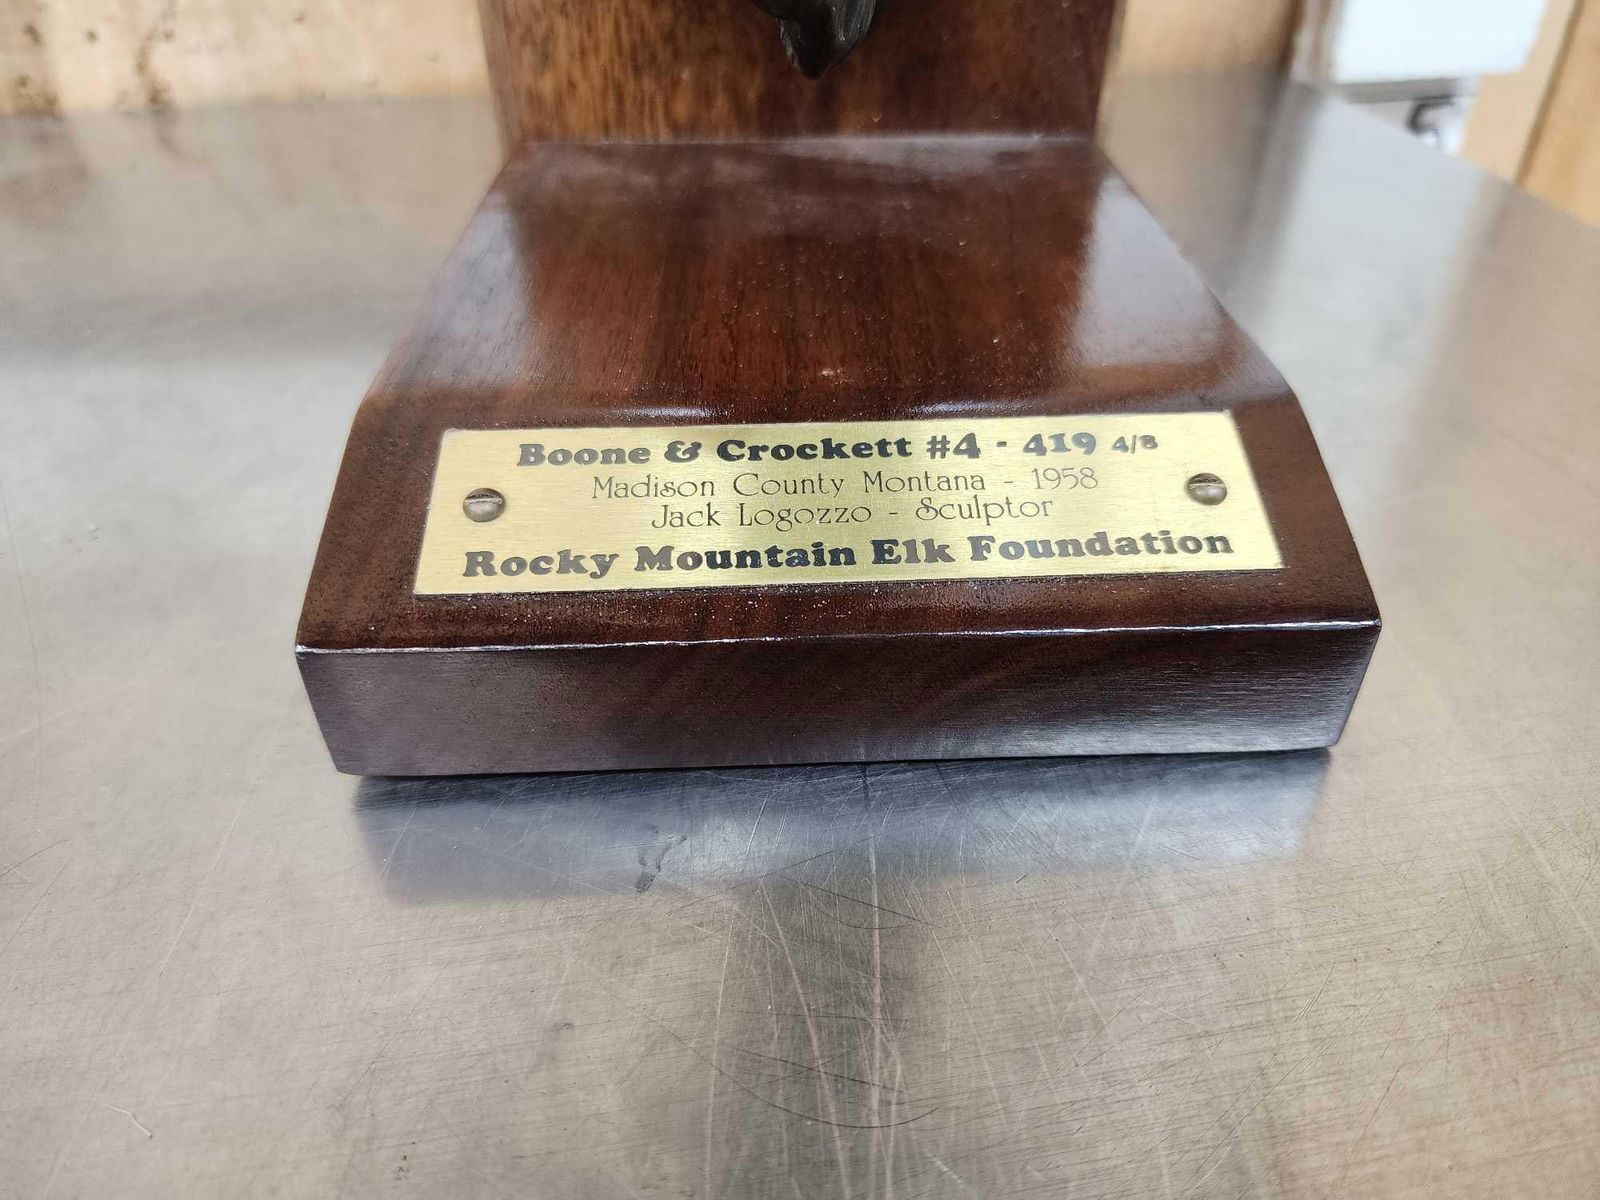 Boone & Crockett #4 - 419 4/8
Madison County Montana - 1958
Jack Logozzo - Sculptor
Rocky Mountain Elk Foundation